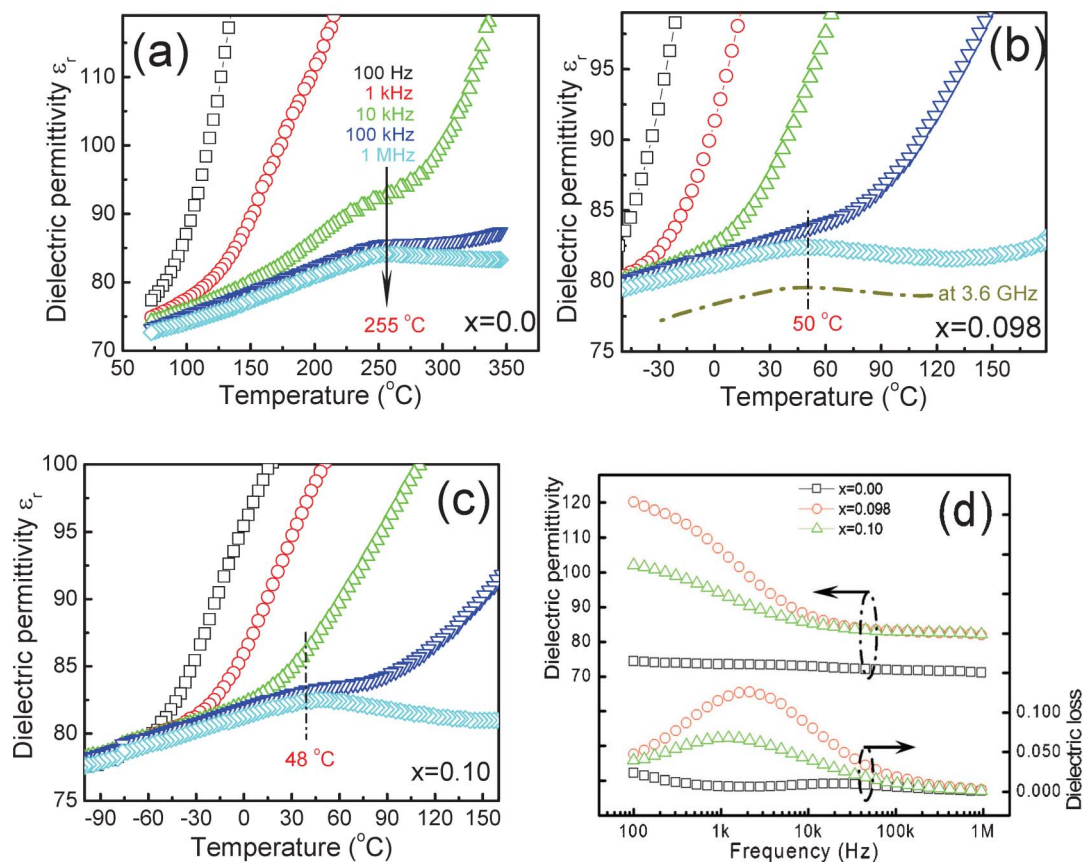 (a)
Dielectric permittivity εr
110
100
90
80
70
100 Hz
1 kHz
10 kHz
100 kHz
1 MHz
255 °C
x=0.0
50 100 150 200 250 300 350
Temperature (°C)
(b)
Dielectric permittivity εr
95
90
85
80
75
at 3.6 GHz
50 °C
x=0.098
-30 0 30 60 90 120 150
Temperature (°C)
(c)
Dielectric permittivity εr
100
95
90
85
80
75
48 °C
x=0.10
-90 -60 -30 0 30 60 90 120 150
Temperature (°C)
(d)
x=0.00
x=0.098
x=0.10
Dielectric permittivity
120
110
100
90
80
70
0.100
0.050
0.000
Dielectric loss
100 1k 10k 100k 1M
Frequency (Hz)